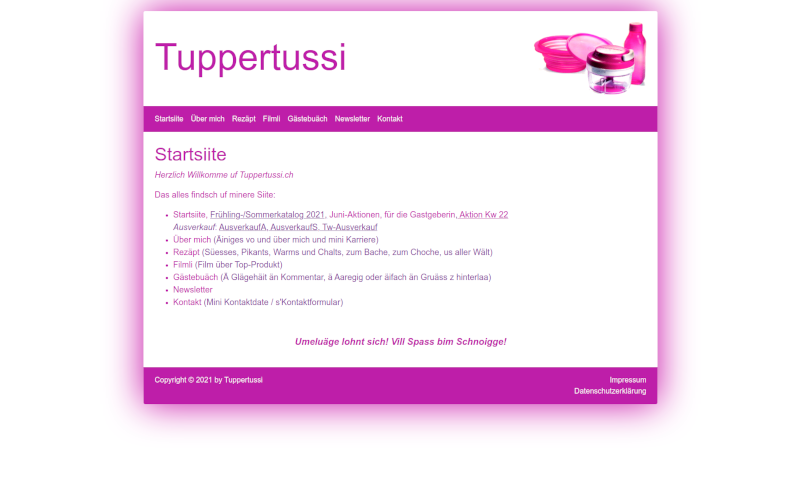 Tuppertussi
Startsiite Über mich Rezäpt Filmli Gästebuäch Newsletter Kontakt
Startsiite
Herzlich Willkomme uf Tuppertussi.ch
Das alles findsch uf minere Siite:
Startsiite, Frühling-/Sommerkatalog 2021, Juni-Aktionen, für die Gastgeberin, Aktion Kw 22
Ausverkauf: AusverkaufA, AusverkaufS, Tw-Ausverkauf
Über mich (Äiniges vo und über mich und mini Karriere)
Rezäpt (Süesses, Pikants, Warms und Chalts, zum Bache, zum Choche, us aller Wält)
Filmli (Film über Top-Produkt)
Gästebuäch (Ä Glägehäit än Kommentar, ä Aaregig oder äifach än Gruäss z hinterlaa)
Newsletter
Kontakt (Mini Kontaktdate / s'Kontaktformular)
Umeluäge lohnt sich! Vill Spass bim Schnoigge!
Copyright © 2021 by Tuppertussi
Impressum
Datenschutzerklärung